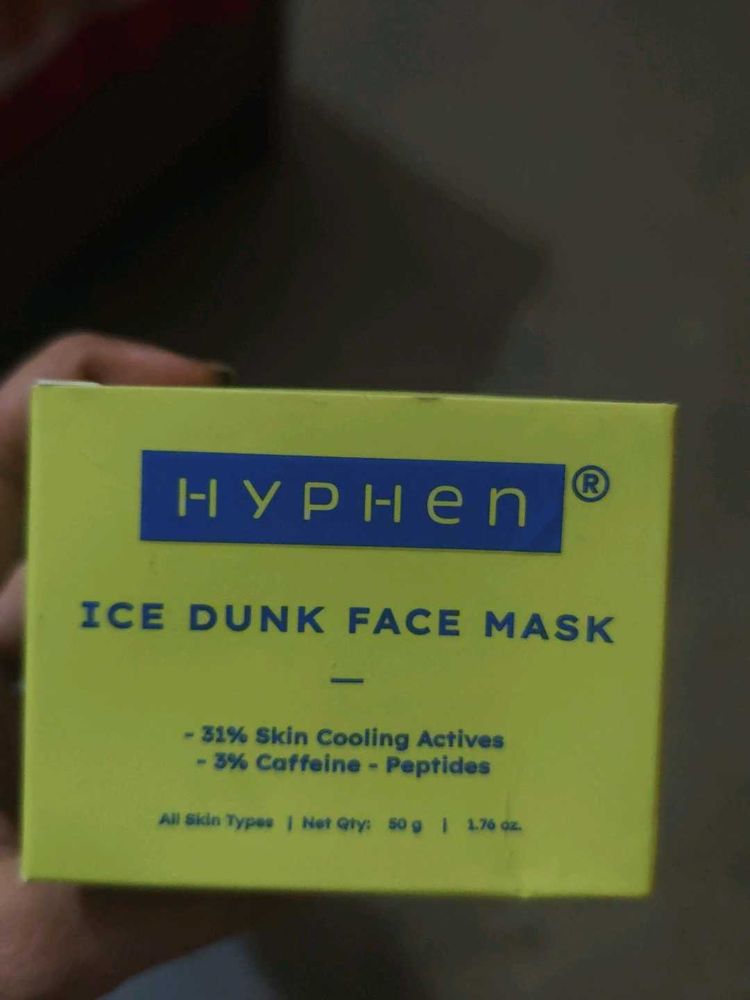 HYPHEN®
ICE DUNK FACE MASK
- 31% Skin Cooling Actives
- 3% Caffeine - Peptides
All Skin Types | Net Qty: 50 g | 1.76 oz.